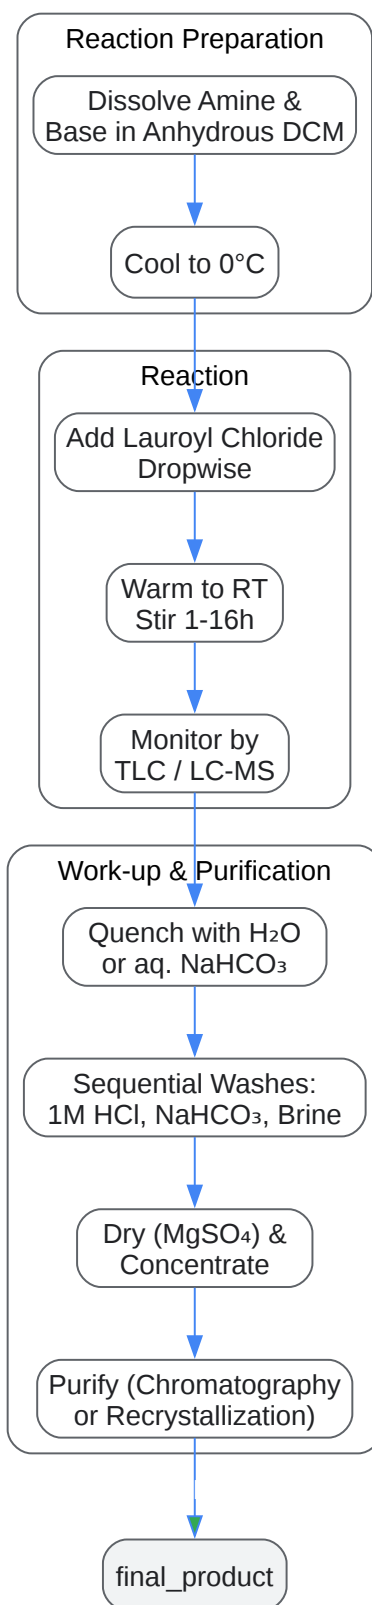 Reaction Preparation
Dissolve Amine &
Base in Anhydrous DCM
Cool to 0°C
Reaction
Add Lauroyl Chloride
Dropwise
Warm to RT
Stir 1-16h
Monitor by
TLC / LC-MS
Work-up & Purification
Quench with H₂O
or aq. NaHCO₃
Sequential Washes:
1M HCl, NaHCO₃, Brine
Dry (MgSO₄) &
Concentrate
Purify (Chromatography
or Recrystallization)
final_product